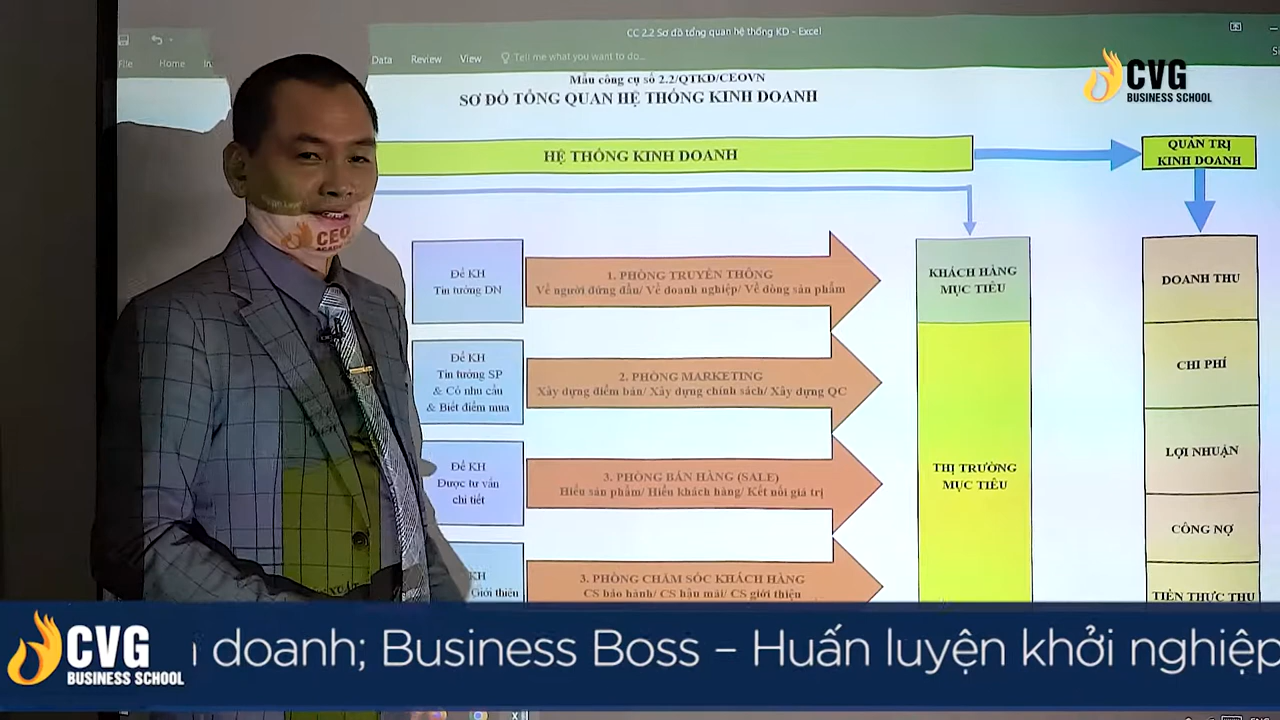 CC 2.2 Sơ đồ tổng quan hệ thống KD - Excel
File Home In Data Review View Tell me what you want to do...
Mẫu công cụ số 2.2/QTKD/CEOVN
SƠ ĐỒ TỔNG QUAN HỆ THỐNG KINH DOANH
CVG
BUSINESS SCHOOL
HỆ THỐNG KINH DOANH
QUẢN TRỊ
KINH DOANH
CEO
Để KH
Tin tưởng DN
1. PHÒNG TRUYỀN THÔNG
Về người đứng đầu/ Về doanh nghiệp/ Về dòng sản phẩm
KHÁCH HÀNG
MỤC TIÊU
DOANH THU
Để KH
Tin tưởng SP
& Có nhu cầu
& Biết điểm mua
2. PHÒNG MARKETING
Xây dựng điểm bán/ Xây dựng chính sách/ Xây dựng QC
CHI PHÍ
Để KH
Được tư vấn
chi tiết
3. PHÒNG BÁN HÀNG (SALE)
Hiểu sản phẩm/ Hiểu khách hàng/ Kết nối giá trị
THỊ TRƯỜNG
MỤC TIÊU
LỢI NHUẬN
CÔNG NỢ
KH
Giới thiệu
3. PHÒNG CHĂM SÓC KHÁCH HÀNG
CS bảo hành/ CS hậu mãi/ CS giới thiệu
TIỀN THỰC THU
CVG
BUSINESS SCHOOL
doanh; Business Boss – Huấn luyện khởi nghiệp